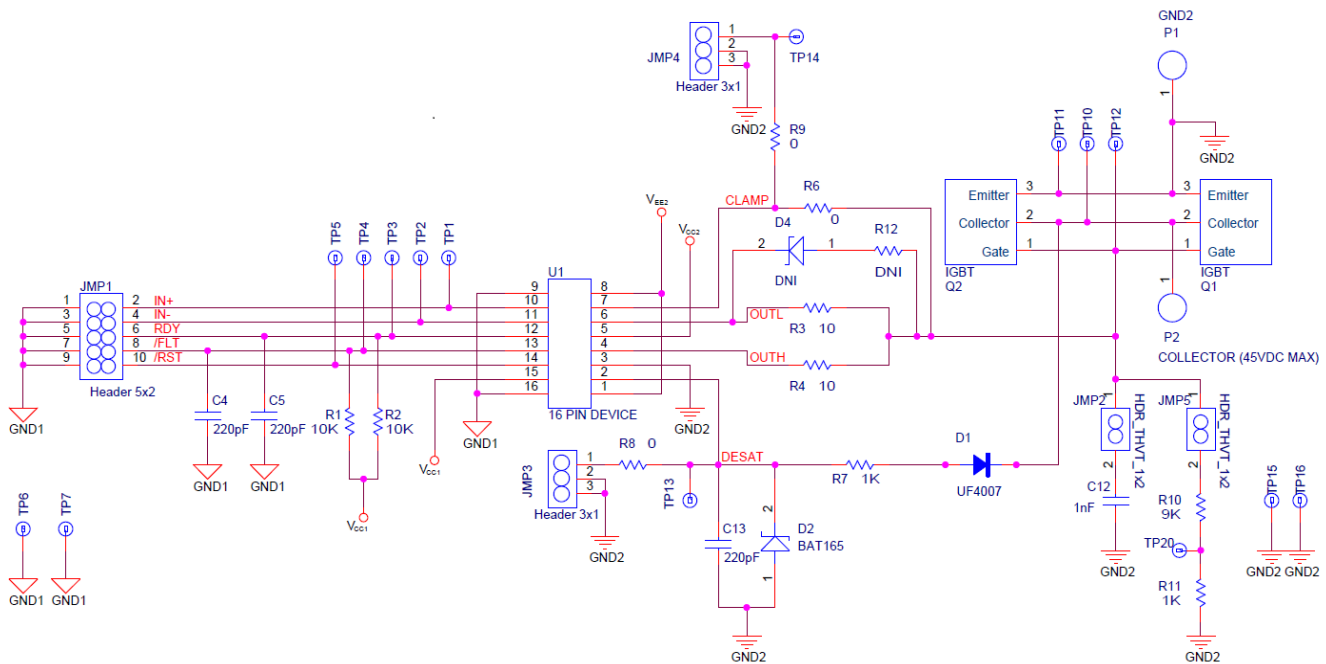 GND2
P1
1
JMP4
1
2
3
Header 3x1
TP14
GND2
R9
0
TP11
TP10
TP12
GND2
Emitter 3
Collector 2
Gate 1
IGBT
Q2
3 Emitter
2 Collector
1 Gate
IGBT
Q1
1
P2
COLLECTOR (45VDC MAX)
CLAMP
R6
0
D4
2
1
DNI
R12
DNI
VEE2
VCC2
TP5
TP4
TP3
TP2
TP1
JMP1
1 2 IN+
3 4 IN-
5 6 RDY
7 8 /FLT
9 10 /RST
Header 5x2
GND1
U1
9 8
10 7
11 6
12 5
13 4
14 3
15 2
16 1
16 PIN DEVICE
OUTL
R3 10
OUTH
R4 10
GND2
GND1
VCC1
C4
220pF
GND1
C5
220pF
GND1
R1
10K
R2
10K
VCC1
TP6
GND1
TP7
GND1
JMP3
1
2
3
Header 3x1
GND2
R8 0
DESAT
TP13
R7 1K
D1
UF4007
C13
220pF
2
D2
BAT165
1
GND2
JMP2
1
HDR_THVT_1x2
2
C12
1nF
GND2
JMP5
1
HDR_THVT_1x2
2
R10
9K
TP20
R11
1K
GND2
TP15
GND2
TP16
GND2